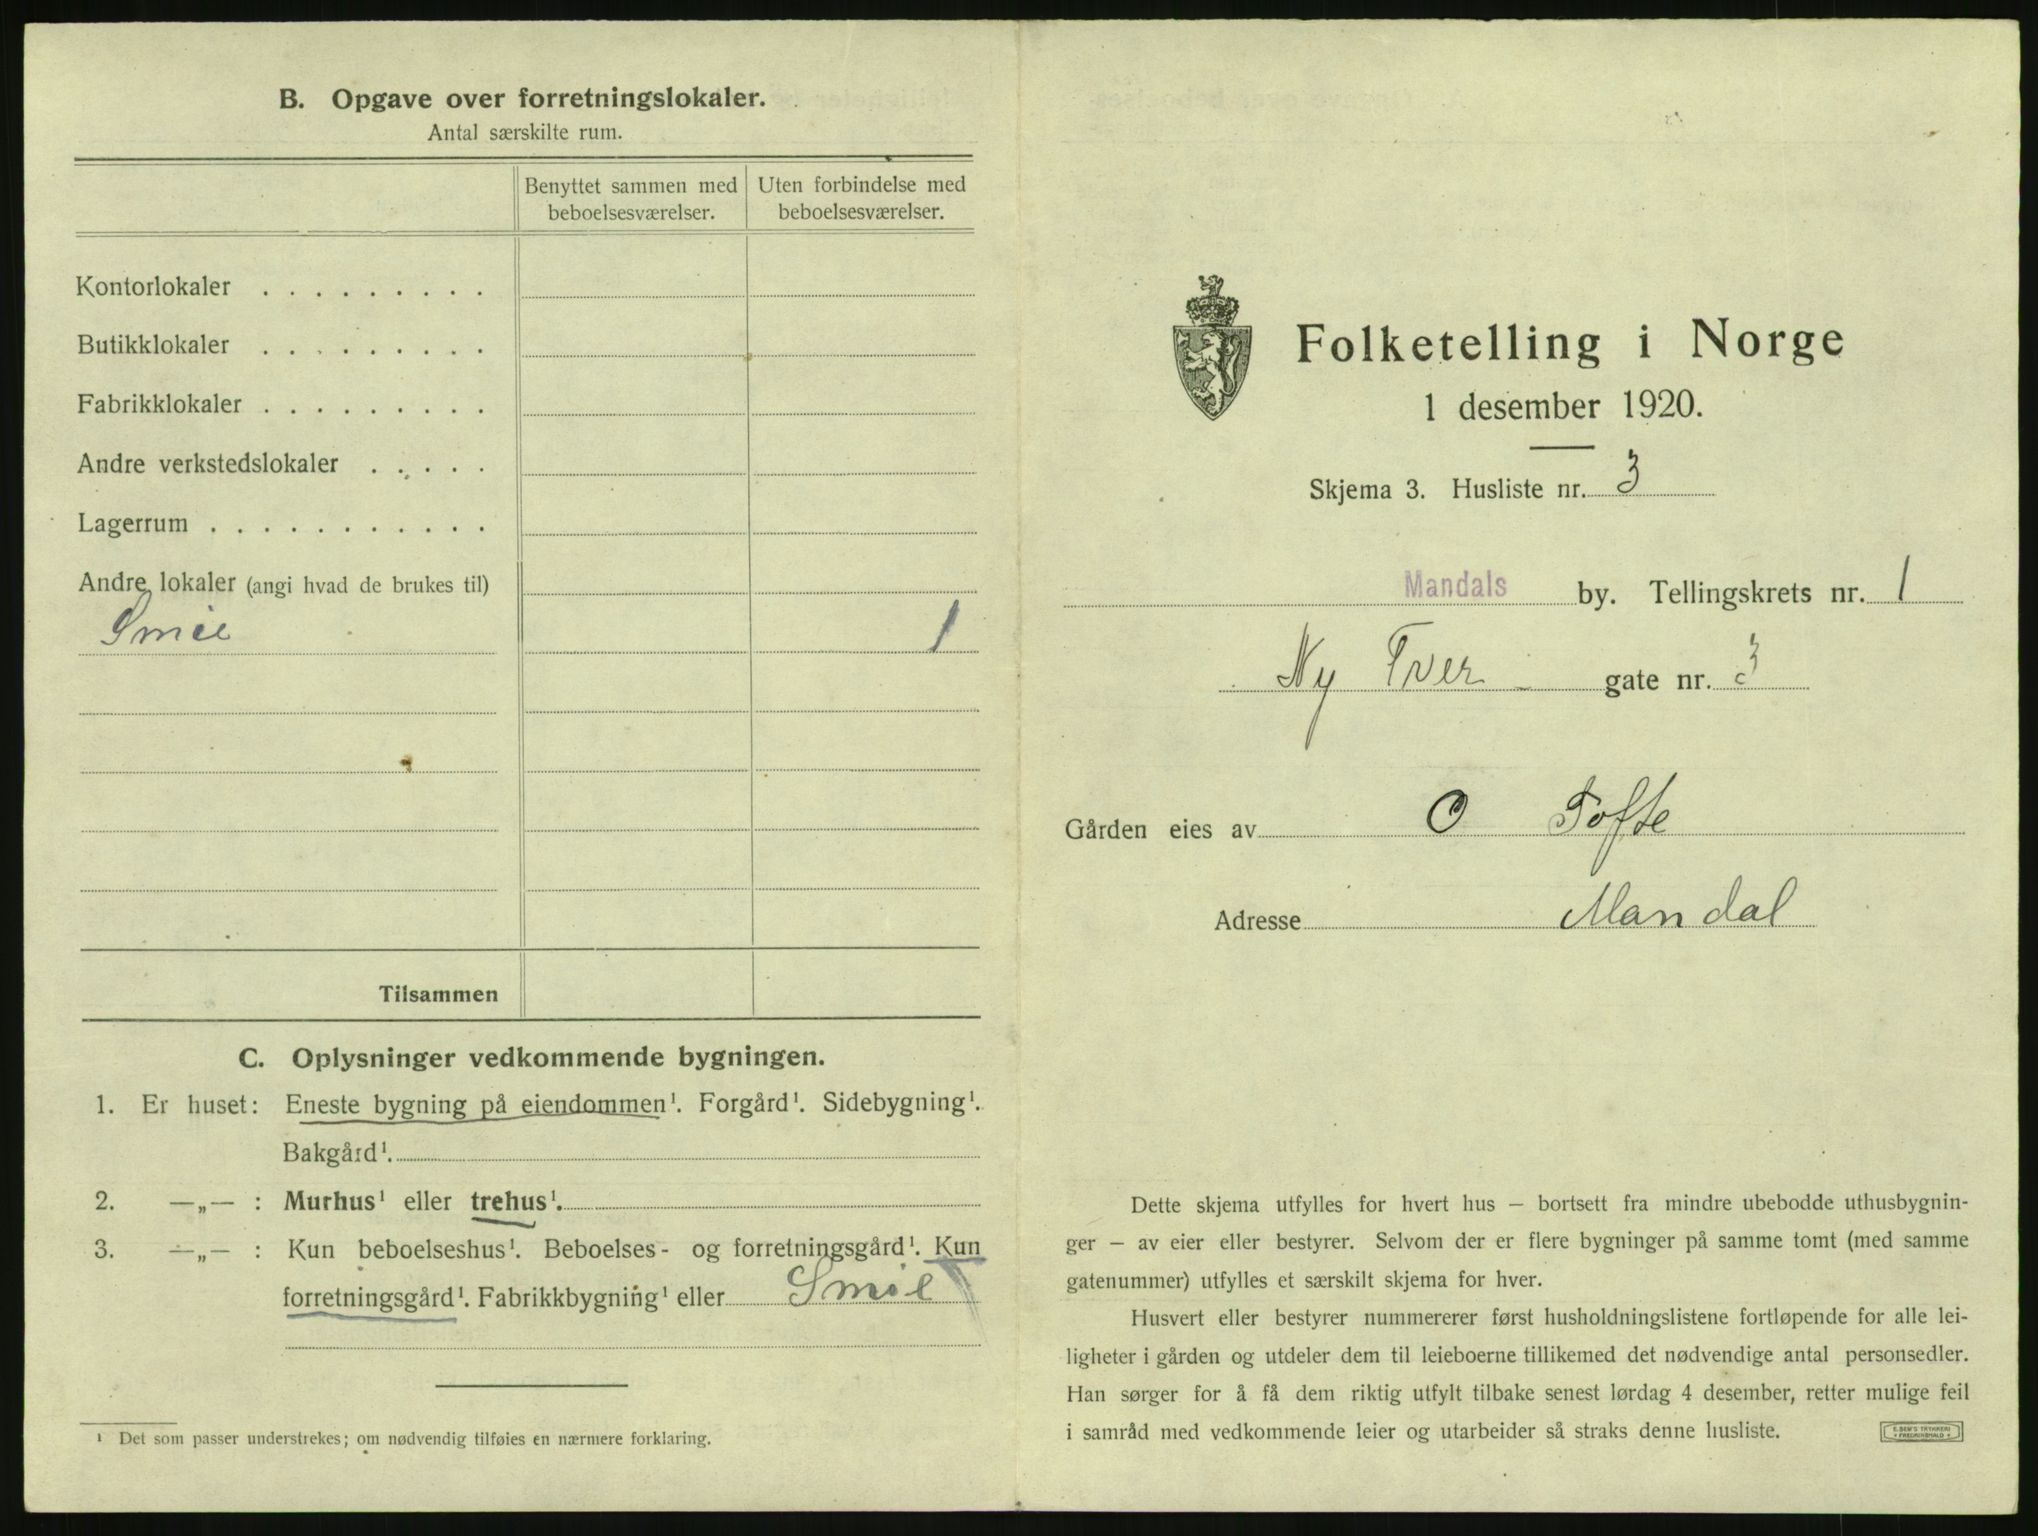 B. Opgave over forretningslokaler.
Antal særskilte rum.
Benyttet sammen med beboelsesværelser.
Uten forbindelse med beboelsesværelser.
Kontorlokaler . . . . . . . . .
Butikklokaler . . . . . . . . .
Fabrikklokaler . . . . . . . . .
Andre verkstedslokaler . . . . .
Lagerrum . . . . . . . . . . .
Andre lokaler (angi hvad de brukes til)
Smie 1
Tilsammen
C. Oplysninger vedkommende bygningen.
1. Er huset: Eneste bygning på eiendommen¹. Forgård¹. Sidebygning¹.
Bakgård¹.
2. —„— : Murhus¹ eller trehus¹.
3. —„— : Kun beboelseshus¹. Beboelses- og forretningsgård¹. Kun
forretningsgård¹. Fabrikkbygning¹ eller Smie
¹ Det som passer understrekes; om nødvendig tilføies en nærmere forklaring.
Folketelling i Norge
1 desember 1920.
Skjema 3. Husliste nr. 3
Mandals by. Tellingskrets nr. 1
Ny Tver gate nr. 3
Gården eies av O Tofte
Adresse Mandal
Dette skjema utfylles for hvert hus – bortsett fra mindre ubebodde uthusbygnin-
ger – av eier eller bestyrer. Selvom der er flere bygninger på samme tomt (med samme
gatenummer) utfylles et særskilt skjema for hver.
Husvert eller bestyrer nummererer først husholdningslistene fortløpende for alle lei-
ligheter i gården og utdeler dem til leieboerne tillikemed det nødvendige antal personsedler.
Han sørger for å få dem riktig utfylt tilbake senest lørdag 4 desember, retter mulige feil
i samråd med vedkommende leier og utarbeider så straks denne husliste.
E. SEM'S TRYKKERI
FREDRIKSHALD